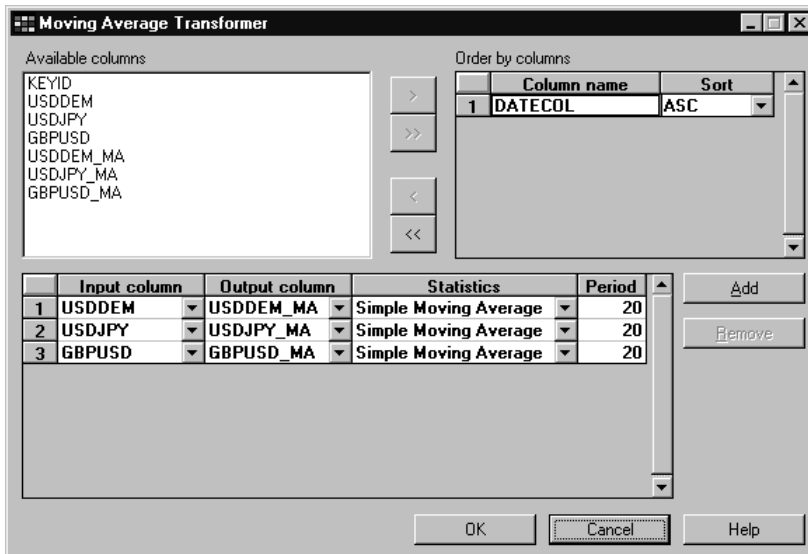 Moving Average Transformer
Available columns
KEYID
USDDEM
USDJPY
GBPUSD
USDDEM_MA
USDJPY_MA
GBPUSD_MA
>
>>
<
<<
Order by columns
Column name Sort
1 DATECOL ASC
Input column Output column Statistics Period
1 USDDEM USDDEM_MA Simple Moving Average 20
2 USDJPY USDJPY_MA Simple Moving Average 20
3 GBPUSD GBPUSD_MA Simple Moving Average 20
Add
Remove
OK Cancel Help